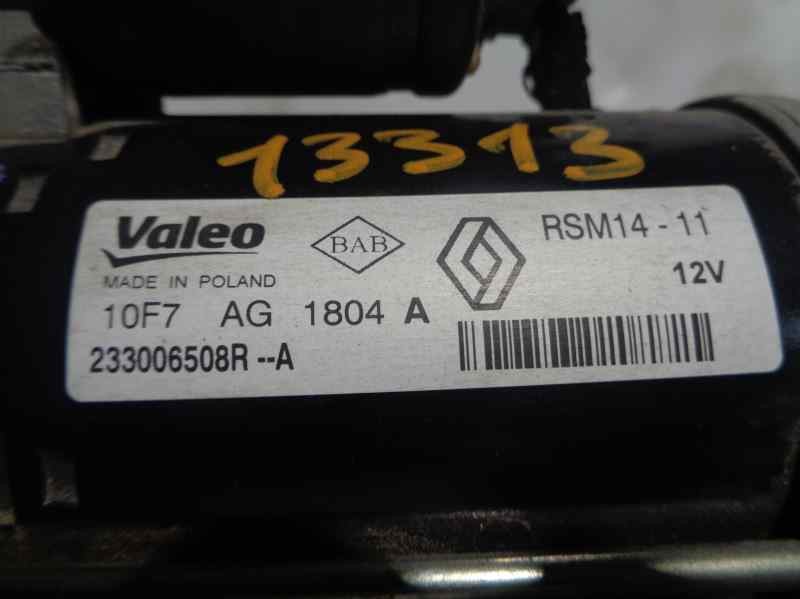 13313
Valeo
BAB
RSM14-11
MADE IN POLAND
12V
10F7 AG 1804 A
233006508R--A